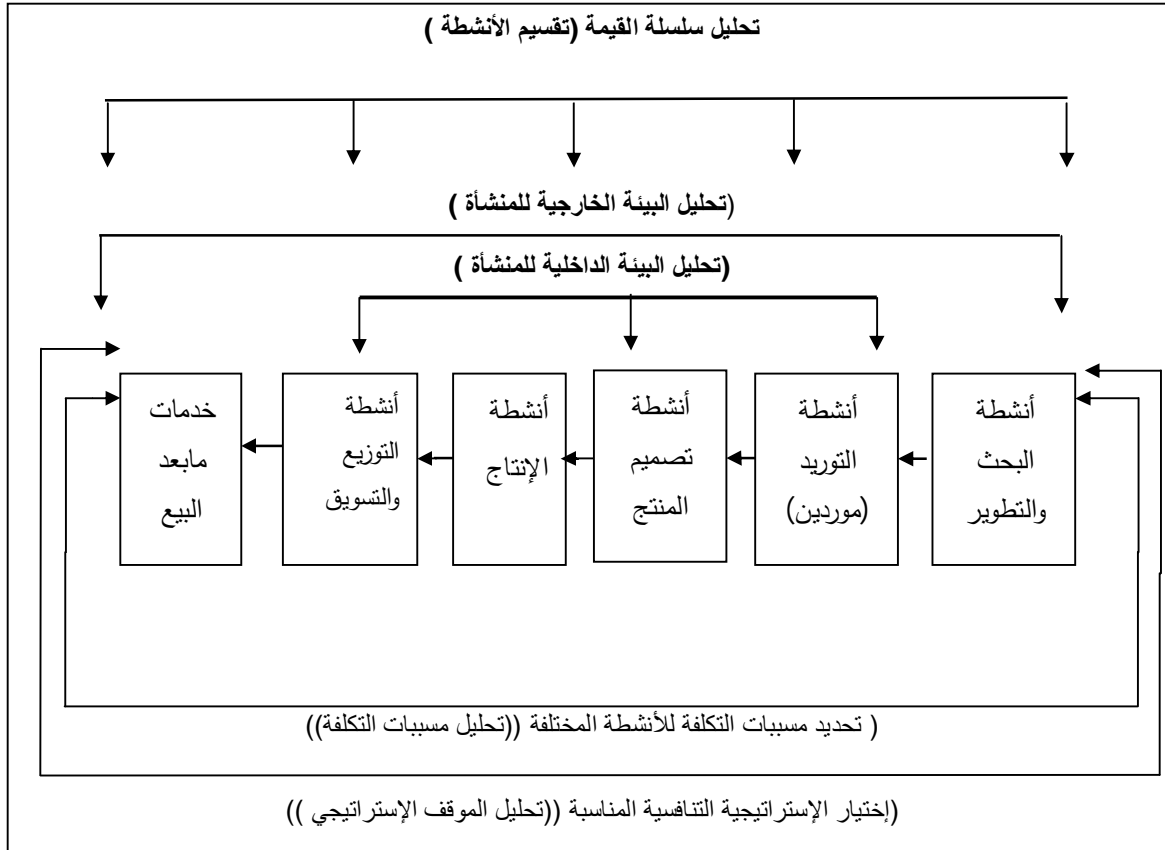 تحليل سلسلة القيمة (تقسيم الأنشطة )
(تحليل البيئة الخارجية للمنشأة )
(تحليل البيئة الداخلية للمنشأة )
أنشطة
البحث
والتطوير
أنشطة
التوريد
(موردين)
أنشطة
تصميم
المنتج
أنشطة
الإنتاج
أنشطة
التوزيع
والتسويق
خدمات
مابعد
البيع
( تحديد مسببات التكلفة للأنشطة المختلفة ((تحليل مسببات التكلفة))
(إختيار الإستراتيجية التنافسية المناسبة ((تحليل الموقف الإستراتيجي ))